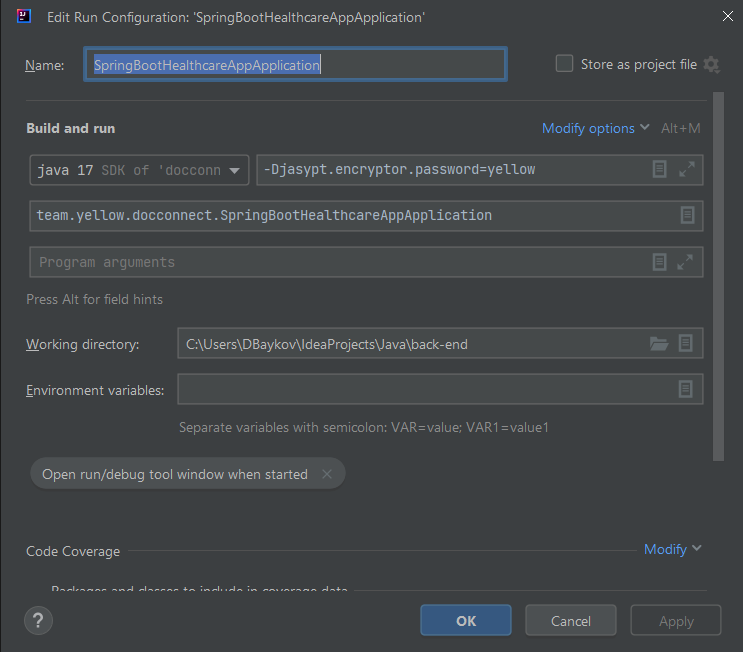 Edit Run Configuration: 'SpringBootHealthcareAppApplication'
Name: SpringBootHealthcareAppApplication Store as project file
Build and run Modify options Alt+M
java 17 SDK of 'docconn -Djasypt.encryptor.password=yellow
team.yellow.docconnect.SpringBootHealthcareAppApplication
Program arguments
Press Alt for field hints
Working directory: C:\Users\DBaykov\IdeaProjects\Java\back-end
Environment variables:
Separate variables with semicolon: VAR=value; VAR1=value1
Open run/debug tool window when started
Code Coverage Modify
Packages and classes to include in coverage data
? OK Cancel Apply